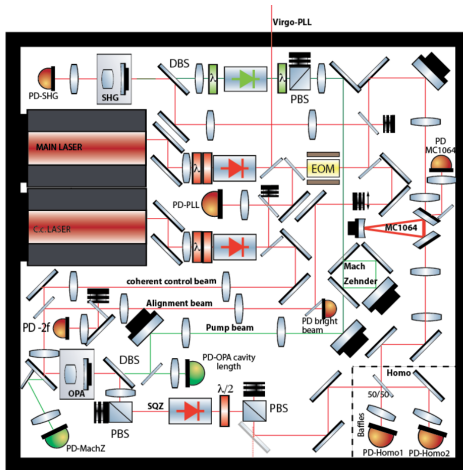 Virgo-PLL
DBS
λ
λ
PD-SHG
SHG
PBS
PD
MC1064
MAIN LASER
λ
EOM
PD-PLL
C.C LASER
λ
MC1064
Mach
Zehnder
coherent control beam
Alignment beam
PD -2f
Pump beam
PD bright
beam
DBS
PD-OPA cavity
length
OPA
Homo
λ/2
SQZ
PBS
PBS
50/50
Baffles
PD-MachZ
PD-Homo1
PD-Homo2